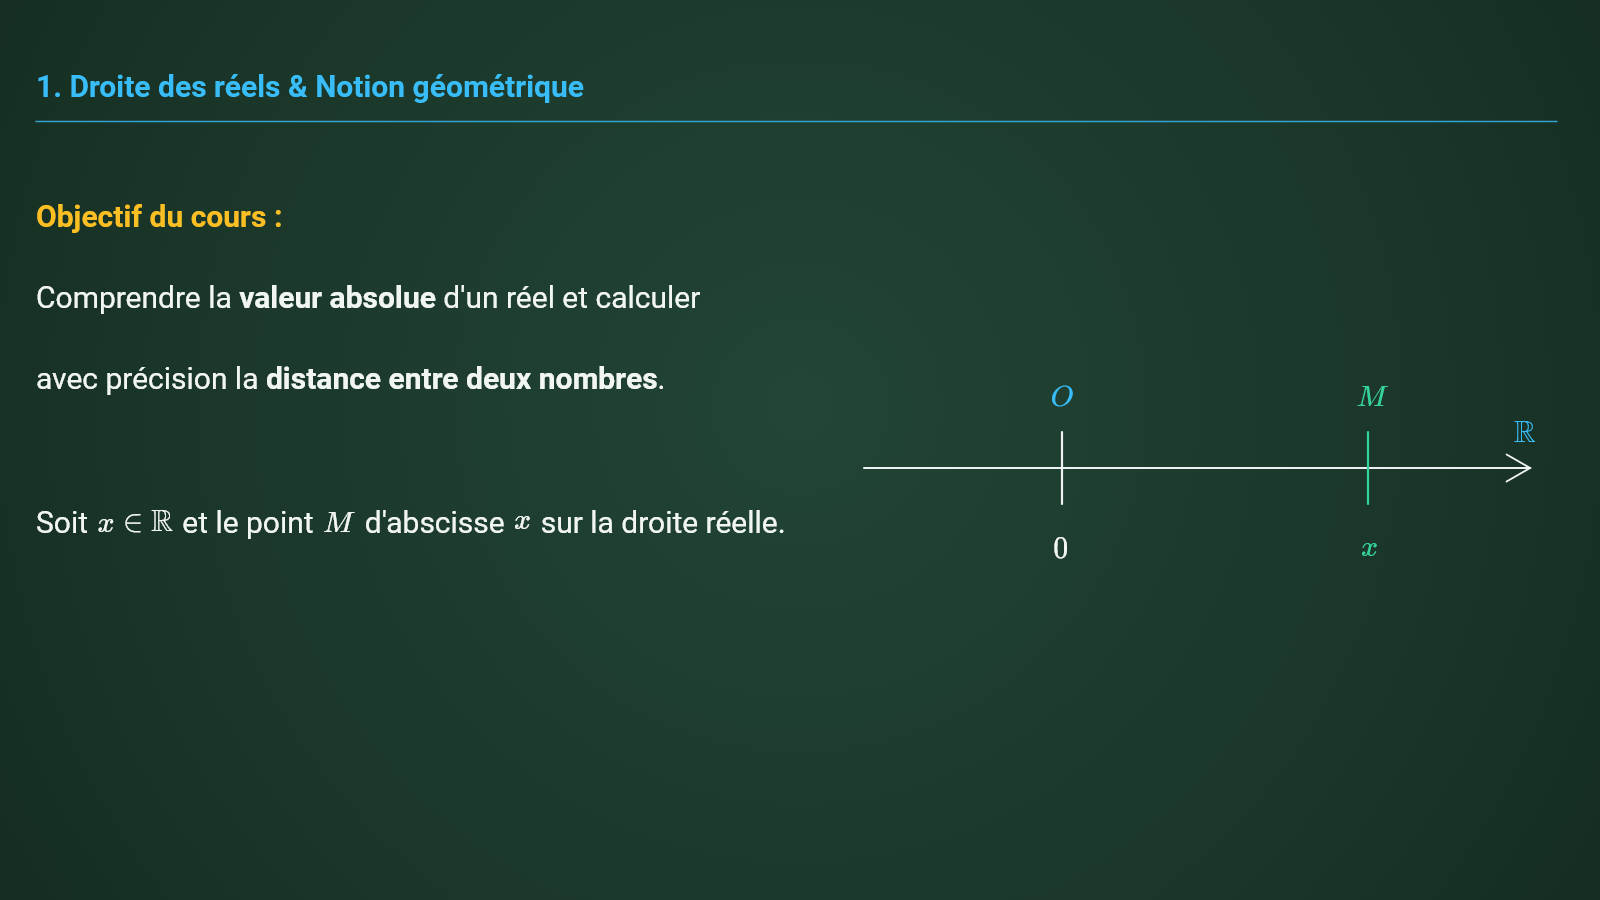 1. Droite des réels & Notion géométrique
Objectif du cours :
Comprendre la valeur absolue d'un réel et calculer
avec précision la distance entre deux nombres.
Soit x ∈ ℝ et le point M d'abscisse x sur la droite réelle.
O M
ℝ
0 x